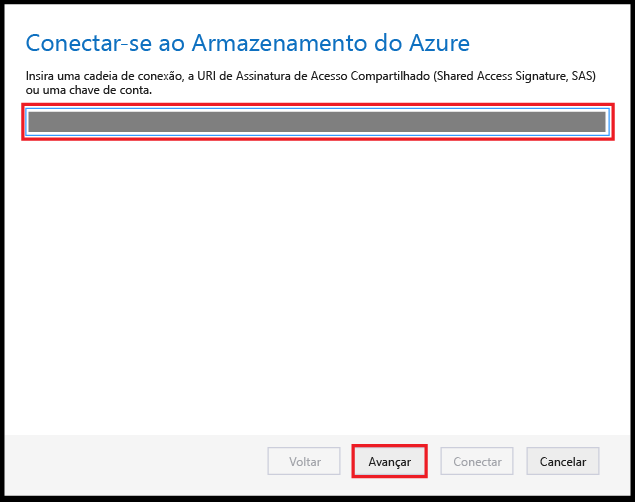 Conectar-se ao Armazenamento do Azure
Insira uma cadeia de conexão, a URI de Assinatura de Acesso Compartilhado (Shared Access Signature, SAS)
ou uma chave de conta.
Voltar Avançar Conectar Cancelar